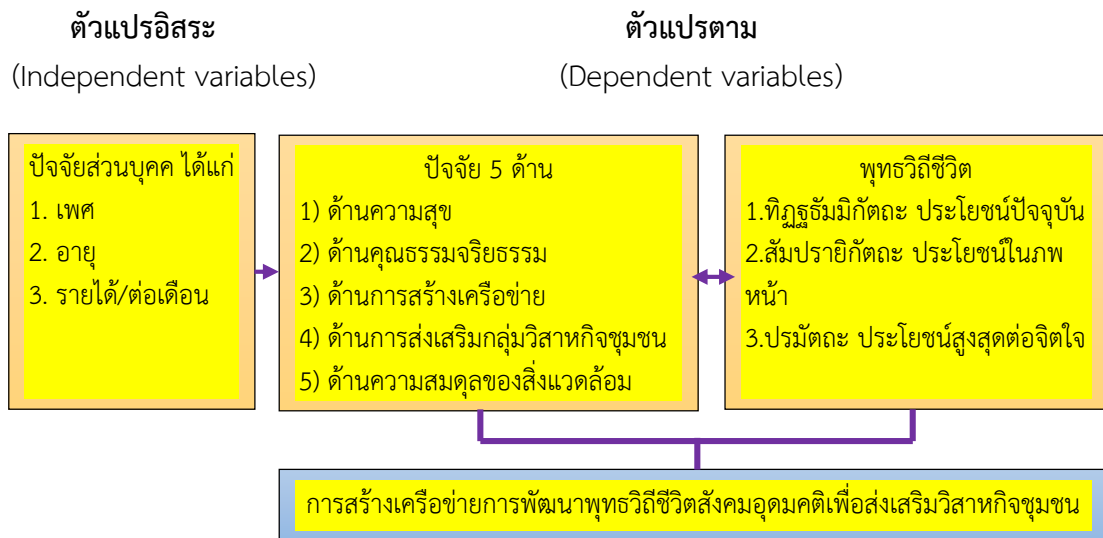 ตัวแปรอิสระ
(Independent variables)
ตัวแปรตาม
(Dependent variables)
ปัจจัยส่วนบุคค ได้แก่
1. เพศ
2. อายุ
3. รายได้/ต่อเดือน
ปัจจัย 5 ด้าน
1) ด้านความสุข
2) ด้านคุณธรรมจริยธรรม
3) ด้านการสร้างเครือข่าย
4) ด้านการส่งเสริมกลุ่มวิสาหกิจชุมชน
5) ด้านความสมดุลของสิ่งแวดล้อม
พุทธวิถีชีวิต
1.ทิฏฐธัมมิกัตถะ ประโยชน์ปัจจุบัน
2.สัมปรายิกัตถะ ประโยชน์ในภพ
หน้า
3.ปรมัตถะ ประโยชน์สูงสุดต่อจิตใจ
การสร้างเครือข่ายการพัฒนาพุทธวิถีชีวิตสังคมอุดมคติเพื่อส่งเสริมวิสาหกิจชุมชน